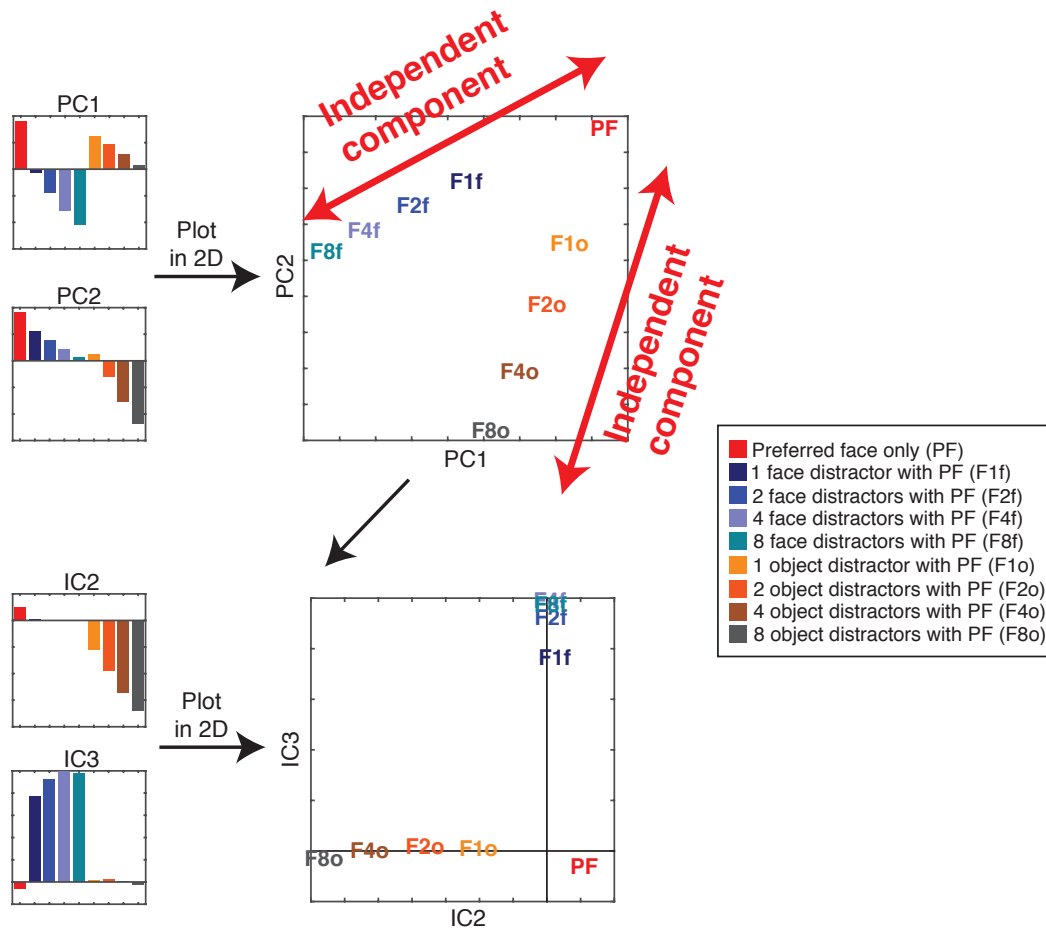 Independent
component
PC1
PF
F1f
F2f
F4f
F8f
Plot
in 2D
PC2
F1o
F2o
F4o
F8o
PC1
Independent
component
PC2
Preferred face only (PF)
1 face distractor with PF (F1f)
2 face distractors with PF (F2f)
4 face distractors with PF (F4f)
8 face distractors with PF (F8f)
1 object distractor with PF (F1o)
2 object distractors with PF (F2o)
4 object distractors with PF (F4o)
8 object distractors with PF (F8o)
IC2
F4f
F8f
F2f
F1f
Plot
in 2D
IC3
IC3
F8o
F4o
F2o
F1o
PF
IC2